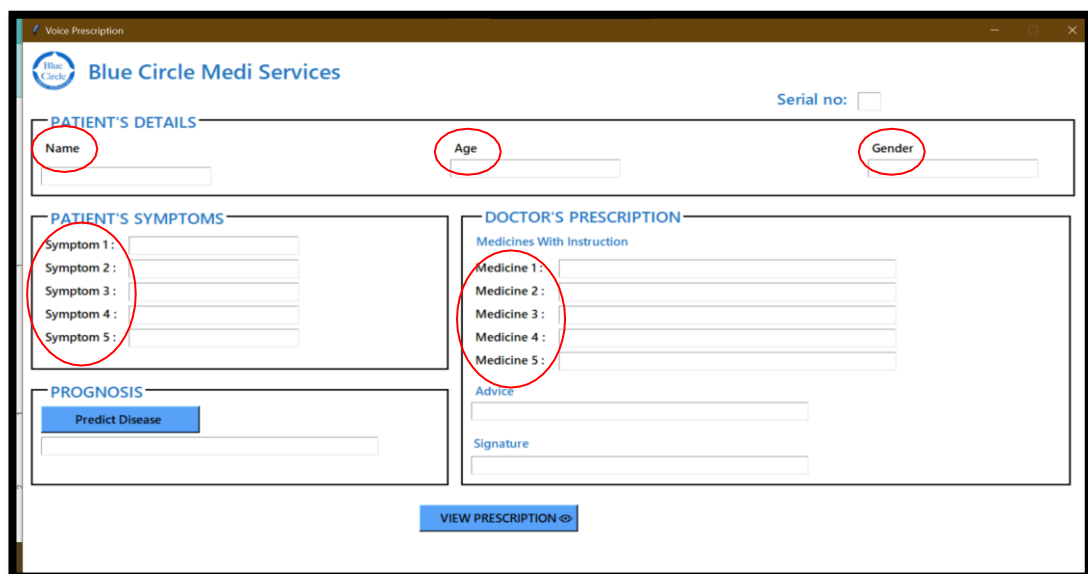 Voice Prescription
Blue Circle
Blue Circle Medi Services
Serial no:
PATIENT'S DETAILS
Name Age Gender
PATIENT'S SYMPTOMS
Symptom 1 :
Symptom 2 :
Symptom 3 :
Symptom 4 :
Symptom 5 :
PROGNOSIS
Predict Disease
DOCTOR'S PRESCRIPTION
Medicines With Instruction
Medicine 1 :
Medicine 2 :
Medicine 3 :
Medicine 4 :
Medicine 5 :
Advice
Signature
VIEW PRESCRIPTION